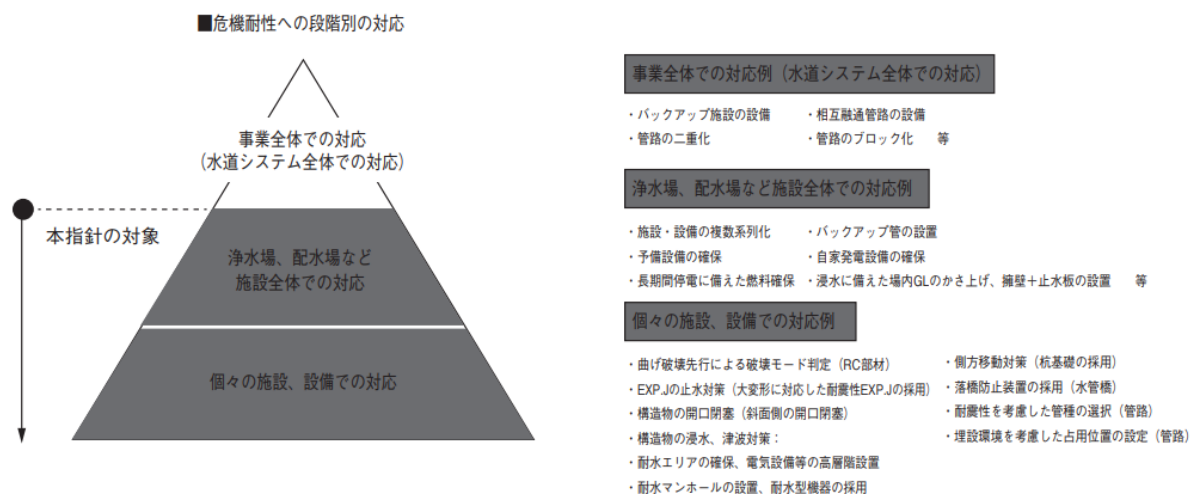 ■危機耐性への段階別の対応
事業全体での対応
(水道システム全体での対応)
本指針の対象
浄水場、配水場など
施設全体での対応
個々の施設、設備での対応
事業全体での対応例（水道システム全体での対応）
・バックアップ施設の設備　・相互融通管路の設備
・管路の二重化　・管路のブロック化　等
浄水場、配水場など施設全体での対応例
・施設・設備の複数系列化　・バックアップ管の設置
・予備設備の確保　・自家発電設備の確保
・長期間停電に備えた燃料確保　・浸水に備えた場内GLのかさ上げ、擁壁＋止水板の設置　等
個々の施設、設備での対応例
・曲げ破壊先行による破壊モード判定（RC部材）
・EXP.Jの止水対策（大変形に対応した耐震性EXP.Jの採用）
・構造物の開口閉塞（斜面側の開口閉塞）
・構造物の浸水、津波対策：
・耐水エリアの確保、電気設備等の高層階設置
・耐水マンホールの設置、耐水型機器の採用
・側方移動対策（杭基礎の採用）
・落橋防止装置の採用（水管橋）
・耐震性を考慮した管種の選択（管路）
・埋設環境を考慮した占用位置の設定（管路）